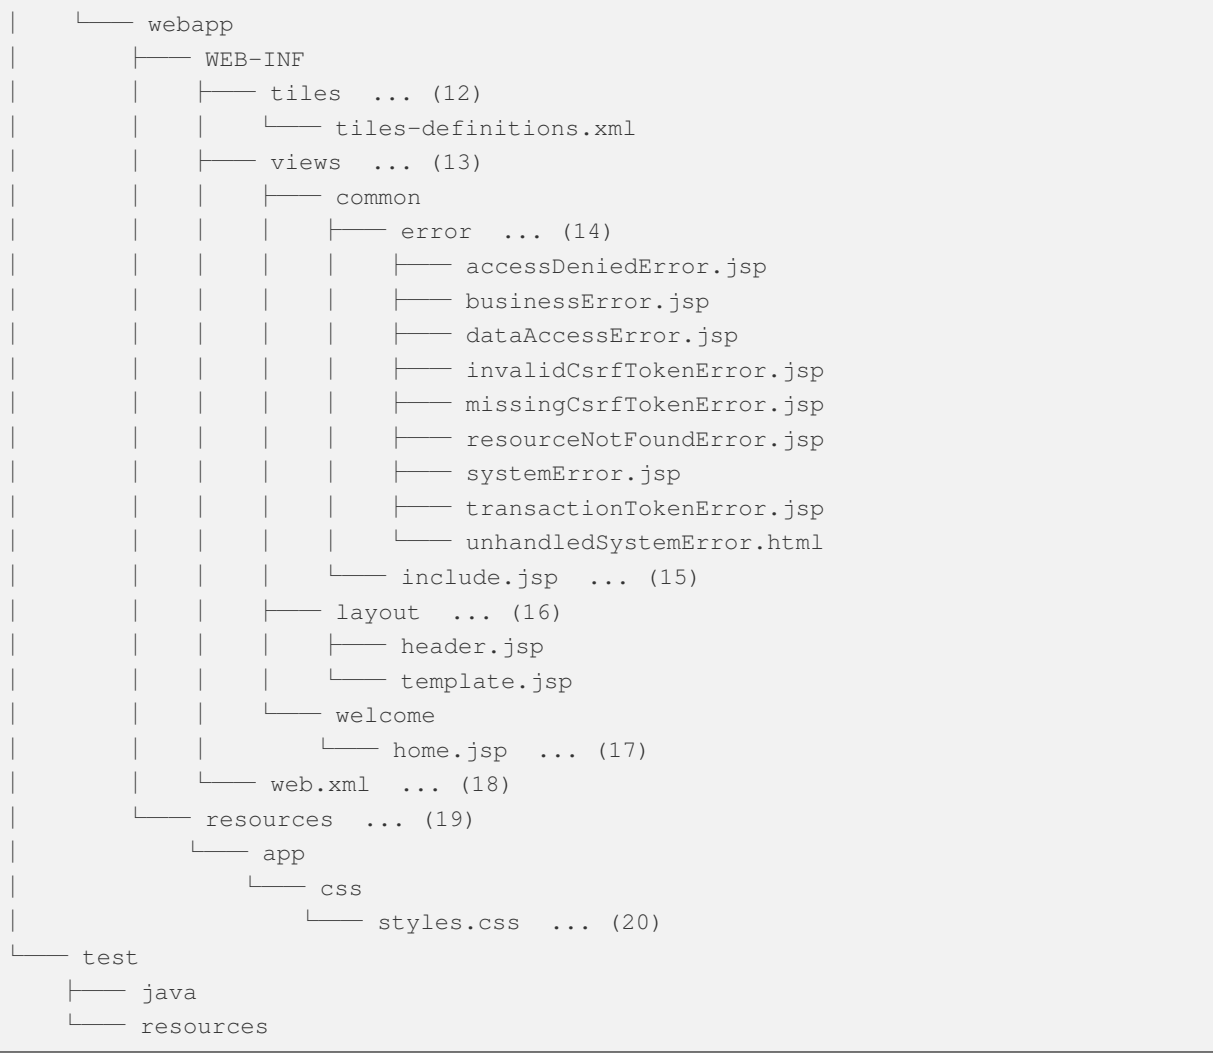 │   └── webapp
│       ├── WEB-INF
│       │   ├── tiles  ... (12)
│       │   │   └── tiles-definitions.xml
│       │   ├── views  ... (13)
│       │   │   ├── common
│       │   │   │   ├── error  ... (14)
│       │   │   │   │   ├── accessDeniedError.jsp
│       │   │   │   │   ├── businessError.jsp
│       │   │   │   │   ├── dataAccessError.jsp
│       │   │   │   │   ├── invalidCsrfTokenError.jsp
│       │   │   │   │   ├── missingCsrfTokenError.jsp
│       │   │   │   │   ├── resourceNotFoundError.jsp
│       │   │   │   │   ├── systemError.jsp
│       │   │   │   │   ├── transactionTokenError.jsp
│       │   │   │   │   └── unhandledSystemError.html
│       │   │   │   └── include.jsp  ... (15)
│       │   │   ├── layout  ... (16)
│       │   │   │   ├── header.jsp
│       │   │   │   └── template.jsp
│       │   │   └── welcome
│       │   │       └── home.jsp  ... (17)
│       │   └── web.xml  ... (18)
│       └── resources  ... (19)
│           └── app
│               └── css
│                   └── styles.css  ... (20)
└── test
    ├── java
    └── resources